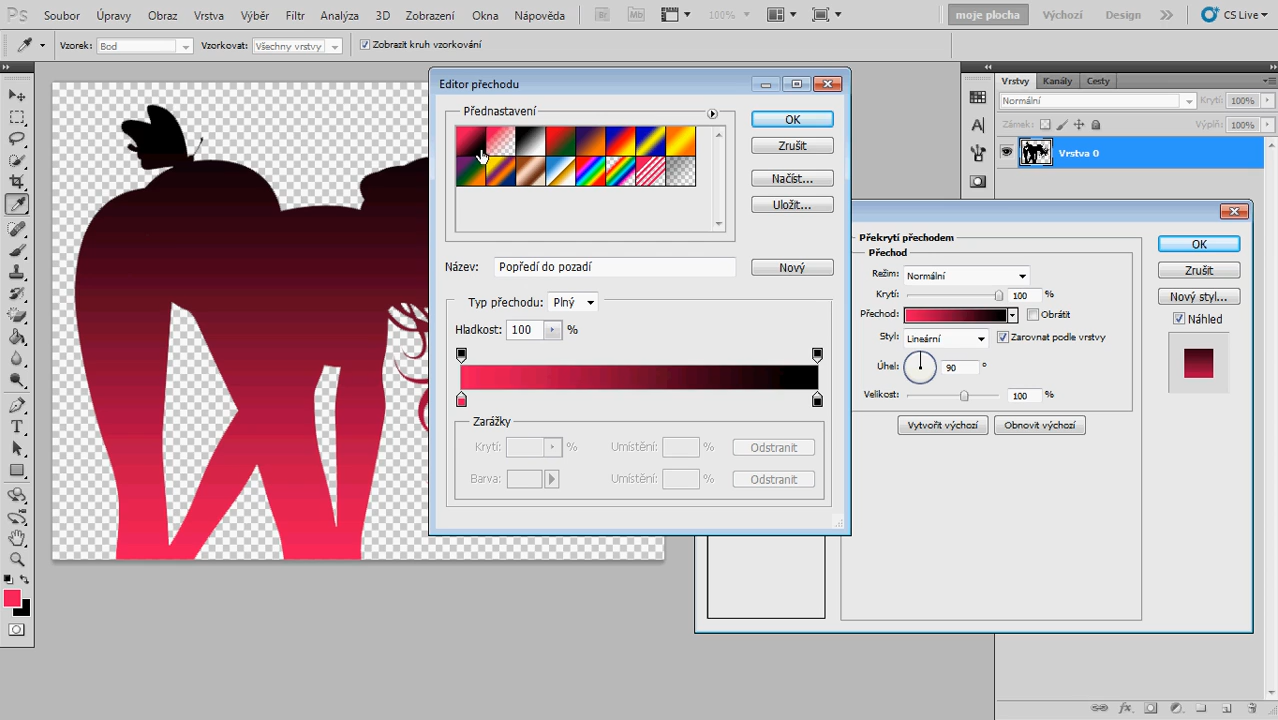 Ps Soubor Úpravy Obraz Vrstva Výběr Filtr Analýza 3D Zobrazení Okna Nápověda Br Mb 100% moje plocha Výchozí Design CS Live
Vzorek: Bod Vzorkovat: Všechny vrstvy Zobrazit kruh vzorkování
Editor přechodu
Přednastavení
OK
Zrušit
Načíst...
Uložit...
Název: Popředí do pozadí Nový
Typ přechodu: Plný
Hladkost: 100 %
Zarážky
Krytí: % Umístění: % Odstranit
Barva: Umístění: % Odstranit
Vrstvy Kanály Cesty
Normální Krytí: 100%
Zámek: Výplň: 100%
Vrstva 0
Překrytí přechodem
Přechod
Režim: Normální
Krytí: 100 %
Přechod: Obrátit
Styl: Lineární Zarovnat podle vrstvy
Úhel: 90 °
Velikost: 100 %
Vytvořit výchozí Obnovit výchozí
OK
Zrušit
Nový styl...
Náhled